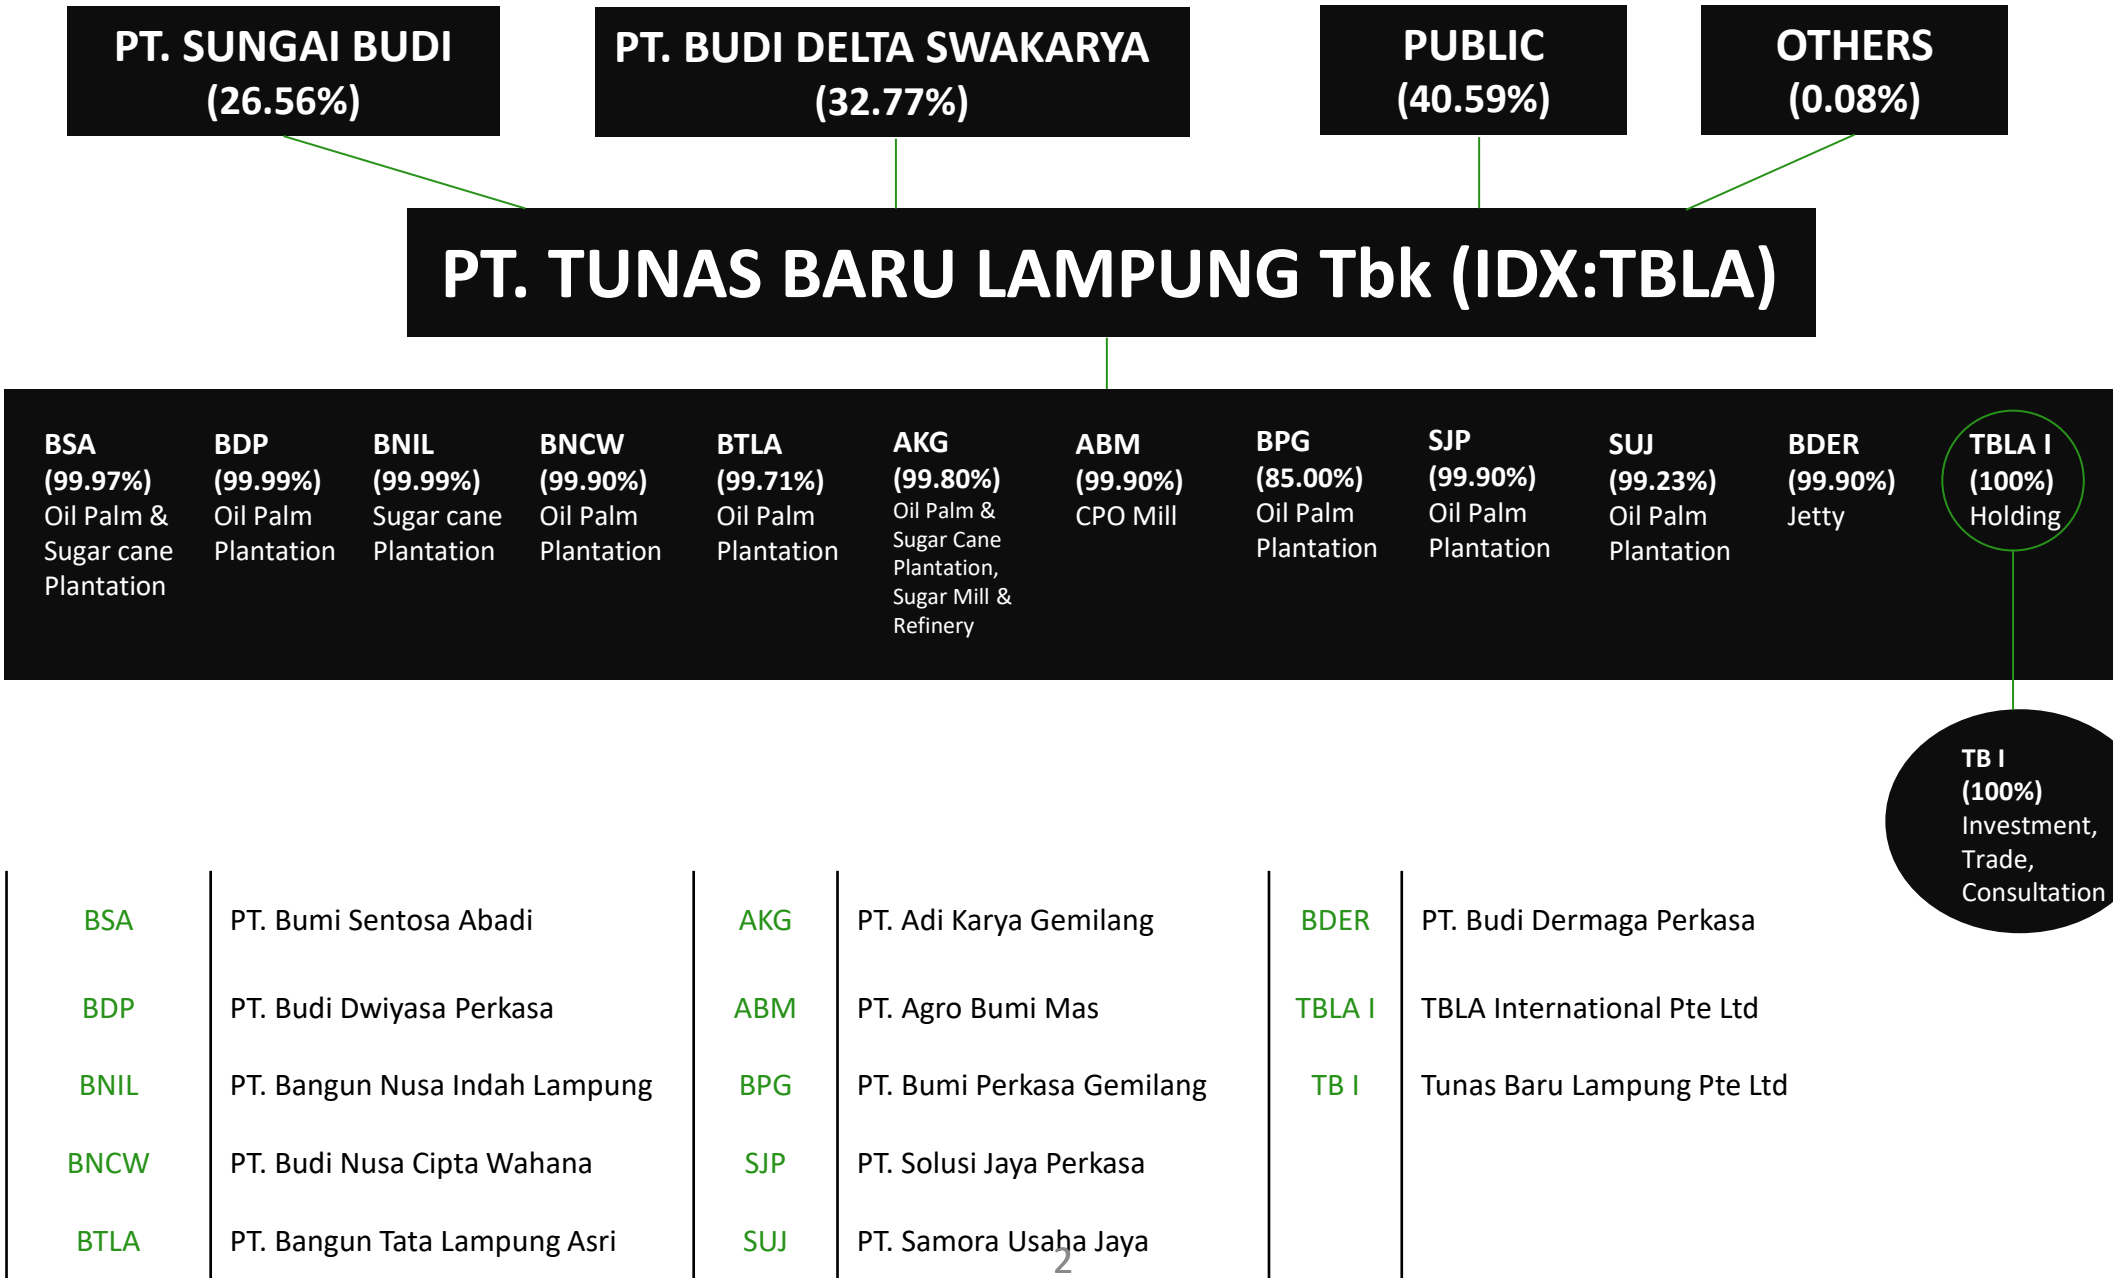 PT. SUNGAI BUDI
(26.56%)
PT. BUDI DELTA SWAKARYA
(32.77%)
PUBLIC
(40.59%)
OTHERS
(0.08%)
PT. TUNAS BARU LAMPUNG Tbk (IDX:TBLA)
BSA
(99.97%)
Oil Palm &
Sugar cane
Plantation
BDP
(99.99%)
Oil Palm
Plantation
BNIL
(99.99%)
Sugar cane
Plantation
BNCW
(99.90%)
Oil Palm
Plantation
BTLA
(99.71%)
Oil Palm
Plantation
AKG
(99.80%)
Oil Palm &
Sugar Cane
Plantation,
Sugar Mill &
Refinery
ABM
(99.90%)
CPO Mill
BPG
(85.00%)
Oil Palm
Plantation
SJP
(99.90%)
Oil Palm
Plantation
SUJ
(99.23%)
Oil Palm
Plantation
BDER
(99.90%)
Jetty
TBLA I
(100%)
Holding
TB I
(100%)
Investment,
Trade,
Consultation
BSA PT. Bumi Sentosa Abadi
BDP PT. Budi Dwiyasa Perkasa
BNIL PT. Bangun Nusa Indah Lampung
BNCW PT. Budi Nusa Cipta Wahana
BTLA PT. Bangun Tata Lampung Asri
AKG PT. Adi Karya Gemilang
ABM PT. Agro Bumi Mas
BPG PT. Bumi Perkasa Gemilang
SJP PT. Solusi Jaya Perkasa
SUJ PT. Samora Usaha Jaya
BDER PT. Budi Dermaga Perkasa
TBLA I TBLA International Pte Ltd
TB I Tunas Baru Lampung Pte Ltd
2